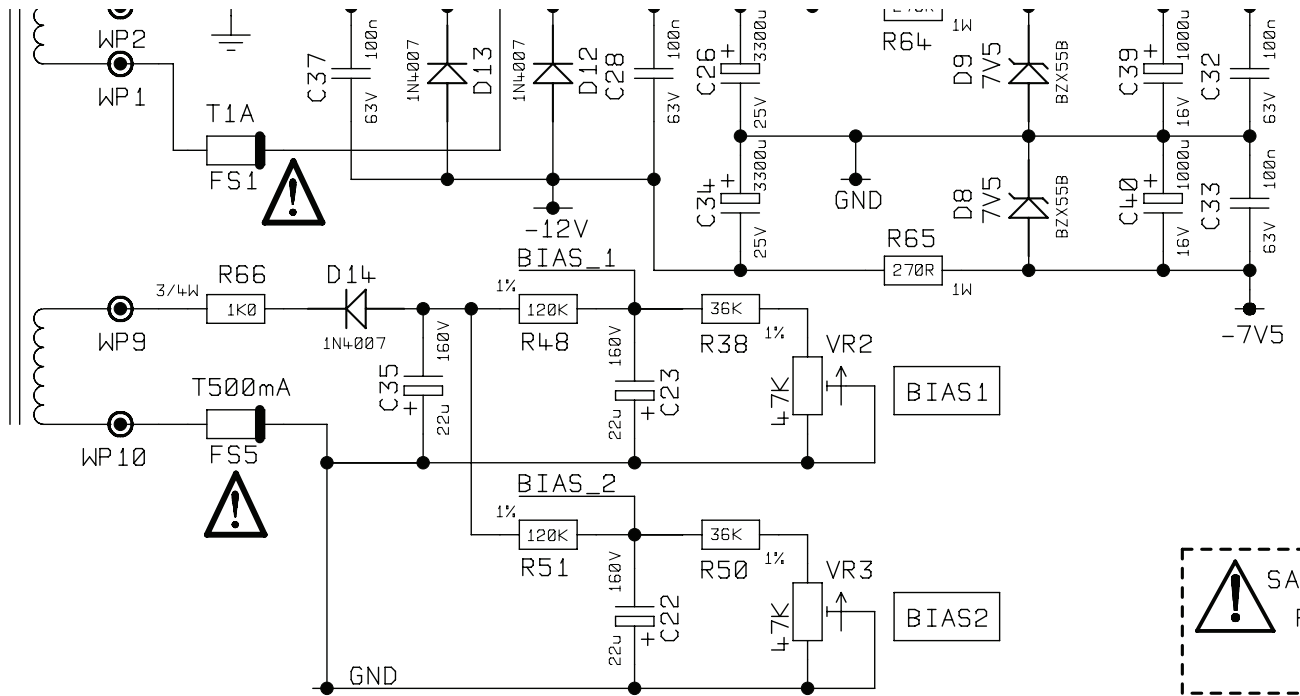 WP2
WP1
T1A
FS1
C37
100n
63V
1N4007
D13
1N4007
D12
C28
100n
63V
-12V
C26
3300u
25V
C34
3300u
25V
GND
R64
1W
D9
7V5
BZX55B
D8
7V5
BZX55B
C39
1000u
16V
C32
100n
63V
C40
1000u
16V
C33
100n
63V
R65
270R
1W
-7V5
3/4W
R66
1K0
D14
1N4007
WP9
T500mA
FS5
WP10
C35
160V
22u
BIAS_1
1%
120K
R48
160V
C23
22u
36K
R38
1%
VR2
47K
BIAS1
BIAS_2
1%
120K
R51
160V
C22
22u
36K
R50
1%
VR3
47K
BIAS2
GND
SA